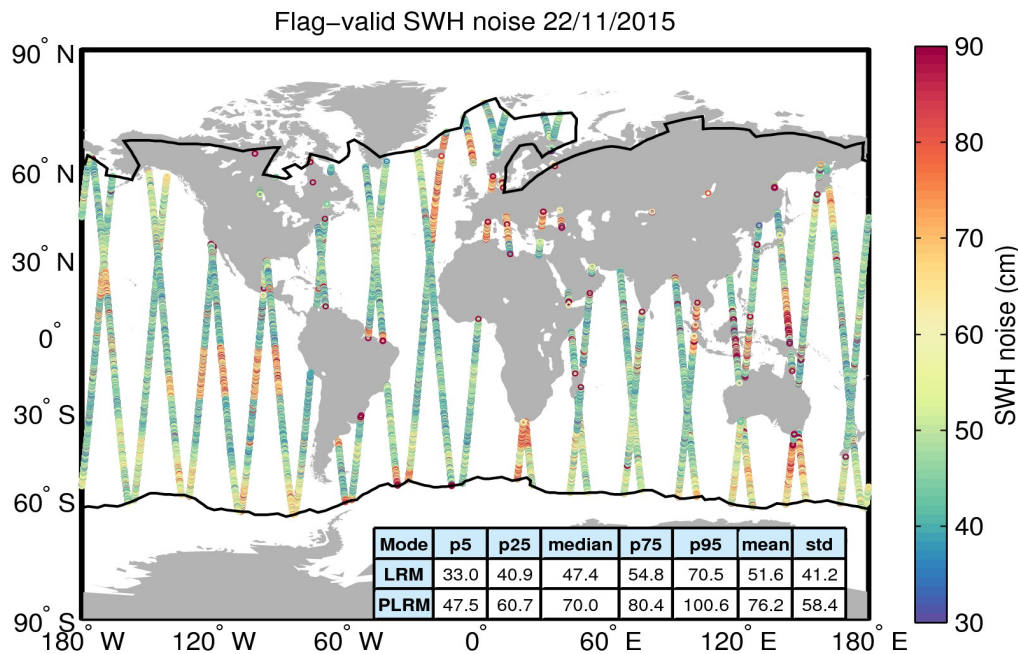 Flag−valid SWH noise 22/11/2015
90° N
60° N
30° N
0°
30° S
60° S
90° S
180° W
120° W
60° W
0°
60° E
120° E
180° E
90
80
70
60
50
40
30
SWH noise (cm)
Mode p5 p25 median p75 p95 mean std
LRM 33.0 40.9 47.4 54.8 70.5 51.6 41.2
PLRM 47.5 60.7 70.0 80.4 100.6 76.2 58.4